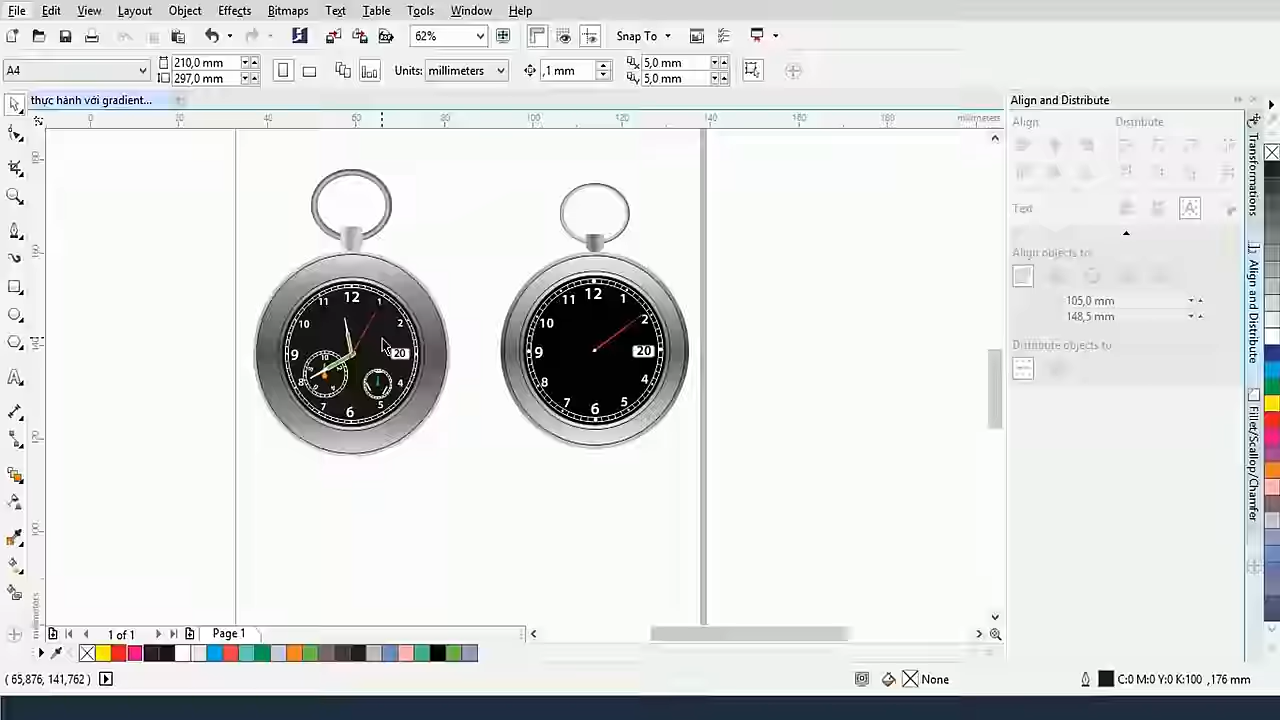 File Edit View Layout Object Effects Bitmaps Text Table Tools Window Help
62% Snap To
A4 210,0 mm 297,0 mm Units: millimeters ,1 mm 5,0 mm 5,0 mm
thực hành với gradient... Align and Distribute
0 20 40 60 80 100 120 140 160 180 millimeters
Align Distribute
Text
Align objects to:
105,0 mm
148,5 mm
Distribute objects to
Transformations
Align and Distribute
Fillet/Scallop/Chamfer
12 1 2 20 4 5 6 7 8 9 10 11
12 1 2 20 4 5 6 7 8 9 10 11
140
120
100
millimeters
1 of 1 Page 1
( 65,876, 141,762 ) None C:0 M:0 Y:0 K:100 ,176 mm